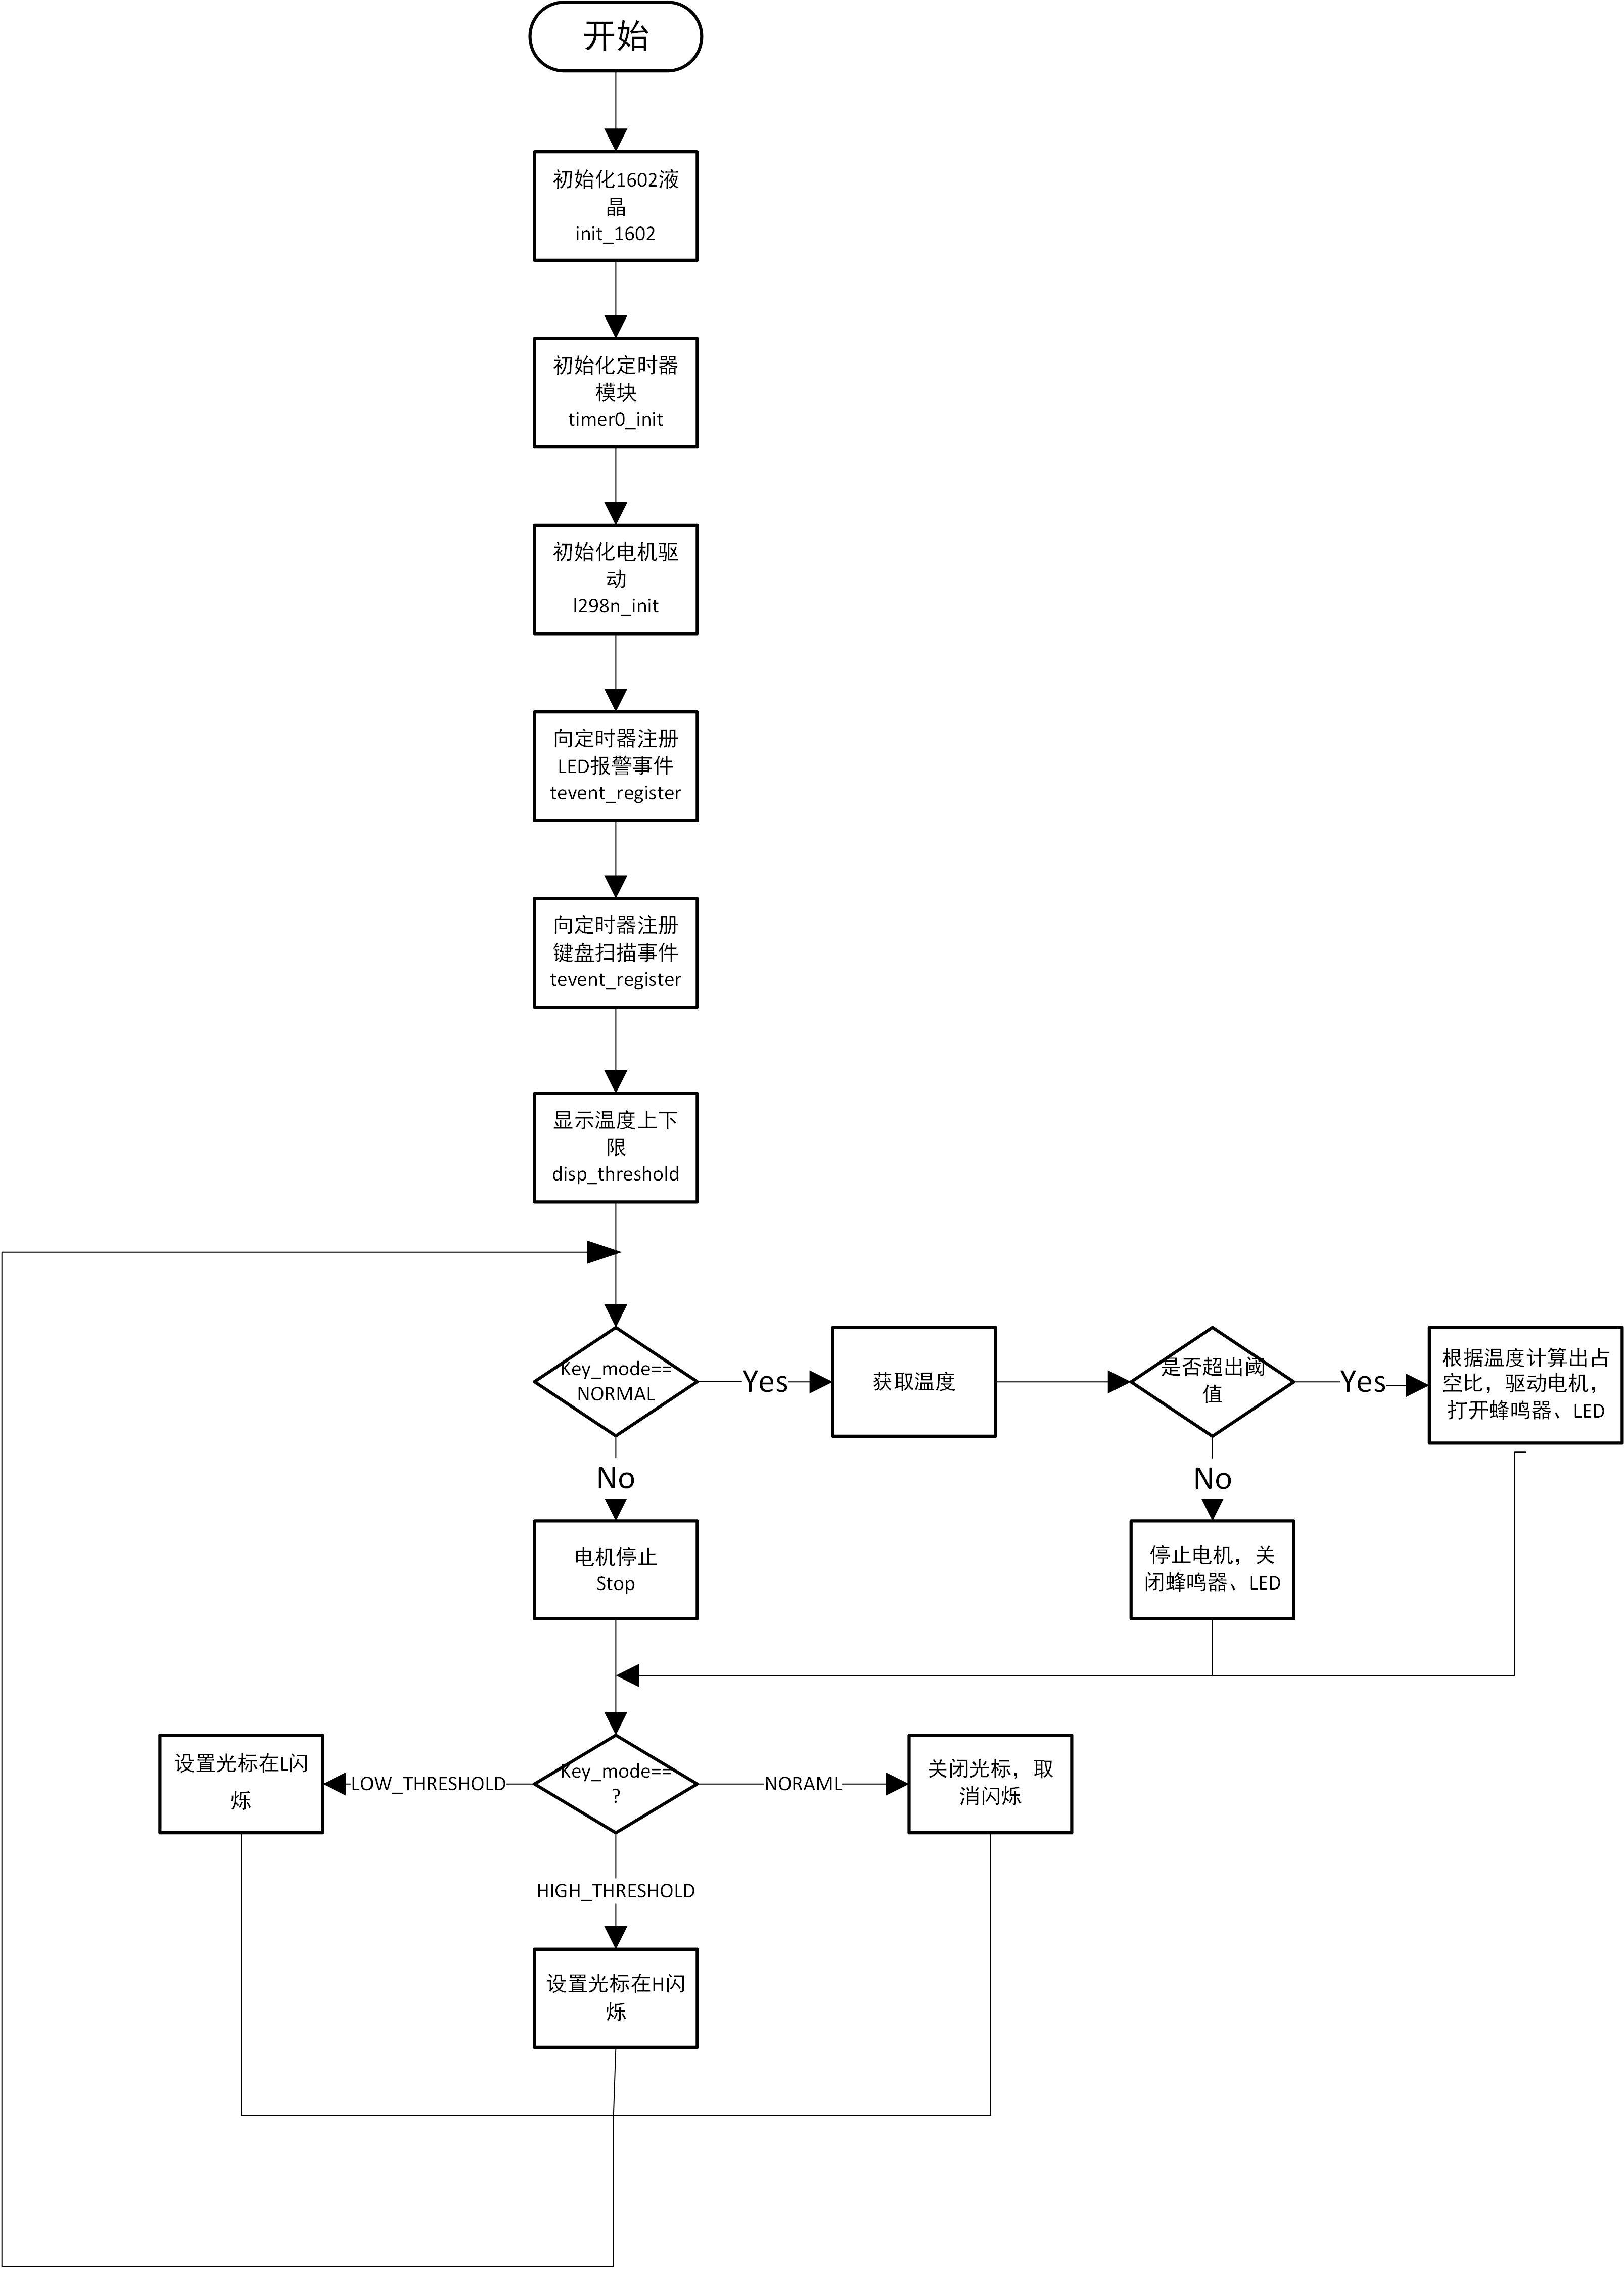 开始
初始化1602液
晶
init_1602
初始化定时器
模块
timer0_init
初始化电机驱
动
l298n_init
向定时器注册
LED报警事件
tevent_register
向定时器注册
键盘扫描事件
tevent_register
显示温度上下
限
disp_threshold
Key_mode==
NORMAL
Yes
获取温度
是否超出阈
值
Yes
根据温度计算出占
空比，驱动电机，
打开蜂鸣器、LED
No
No
电机停止
Stop
停止电机，关
闭蜂鸣器、LED
设置光标在L闪
烁
LOW_THRESHOLD
Key_mode==
?
NORAML
关闭光标，取
消闪烁
HIGH_THRESHOLD
设置光标在H闪
烁